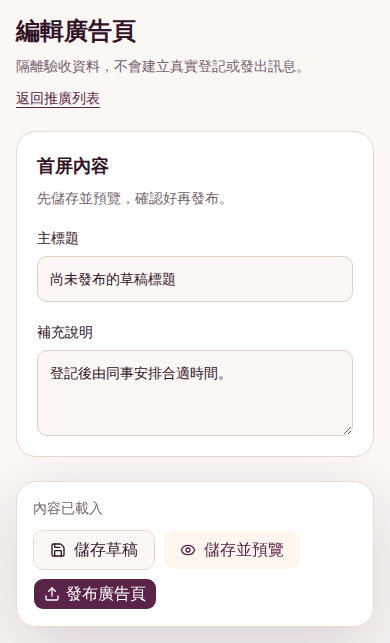 編輯廣告頁
隔離驗收資料，不會建立真實登記或發出訊息。
返回推廣列表
首屏內容
先儲存並預覽，確認好再發布。
主標題
尚未發布的草稿標題
補充說明
登記後由同事安排合適時間。
內容已載入
儲存草稿
儲存並預覽
發布廣告頁